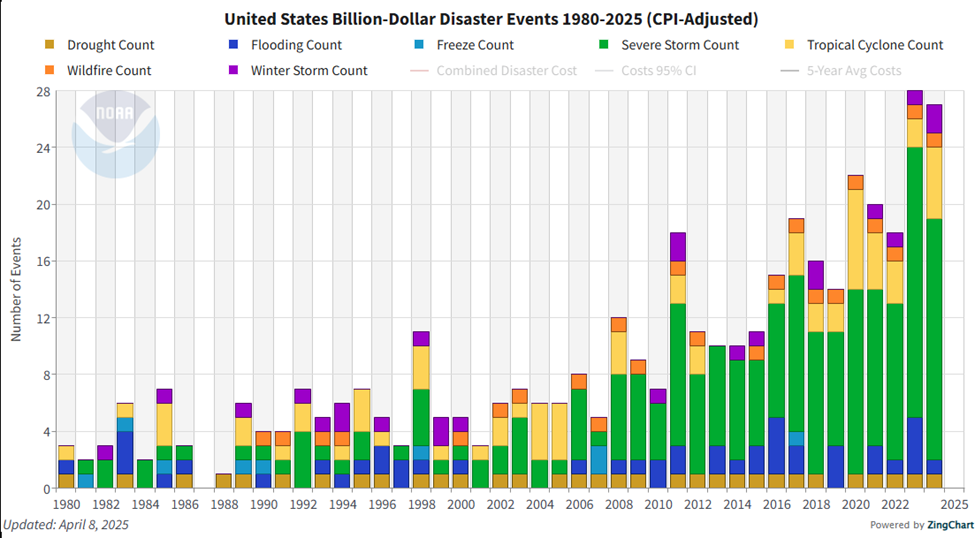 United States Billion-Dollar Disaster Events 1980-2025 (CPI-Adjusted)
Drought Count Flooding Count Freeze Count Severe Storm Count Tropical Cyclone Count
Wildfire Count Winter Storm Count Combined Disaster Cost Costs 95% CI 5-Year Avg Costs
NOAA
Number of Events
28
24
20
16
12
8
4
0
1980 1982 1984 1986 1988 1990 1992 1994 1996 1998 2000 2002 2004 2006 2008 2010 2012 2014 2016 2018 2020 2022 2025
Updated: April 8, 2025
Powered by ZingChart